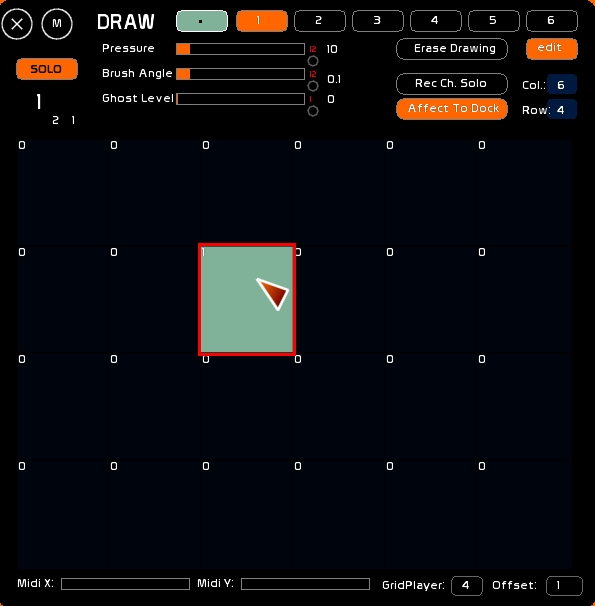 M DRAW 1 2 3 4 5 6
Pressure 12 10 Erase Drawing edit
SOLO Brush Angle 12 0.1 Rec Ch. Solo Col.: 6
1 Ghost Level 1 0 Affect To Dock Row: 4
2 1
0 0 0 0 0 0
0 0 1 0 0 0
0 0 0 0 0 0
0 0 0 0 0 0
Midi X: Midi Y: GridPlayer: 4 Offset: 1